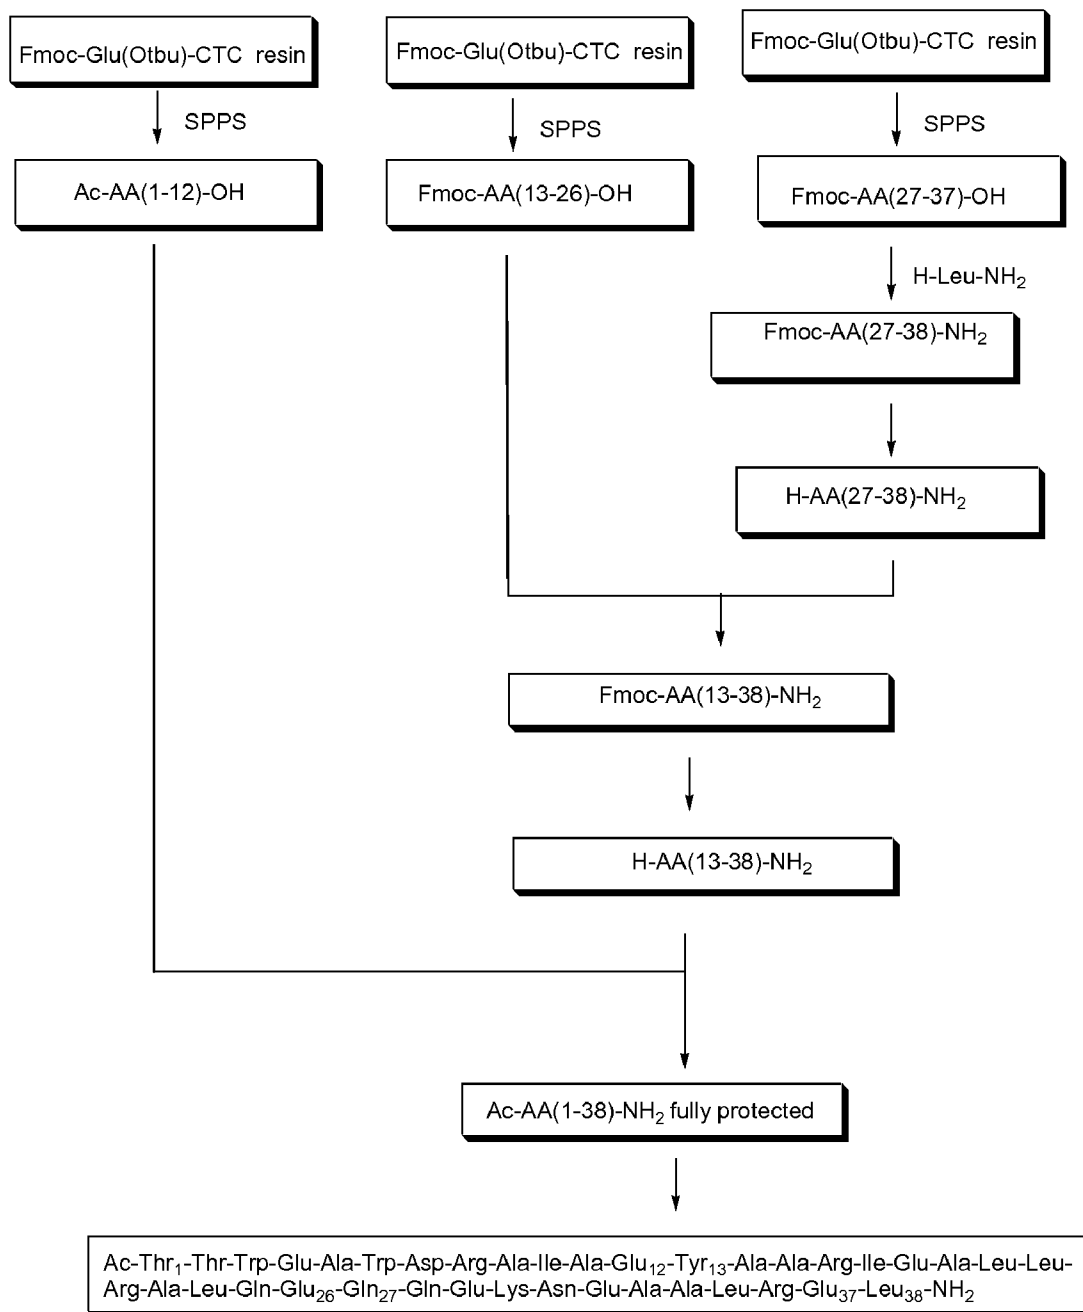 Fmoc-Glu(Otbu)-CTC resin
Fmoc-Glu(Otbu)-CTC resin
Fmoc-Glu(Otbu)-CTC resin
SPPS
SPPS
SPPS
Ac-AA(1-12)-OH
Fmoc-AA(13-26)-OH
Fmoc-AA(27-37)-OH
H-Leu-NH₂
Fmoc-AA(27-38)-NH₂
H-AA(27-38)-NH₂
Fmoc-AA(13-38)-NH₂
H-AA(13-38)-NH₂
Ac-AA(1-38)-NH₂ fully protected
Ac-Thr₁-Thr-Trp-Glu-Ala-Trp-Asp-Arg-Ala-Ile-Ala-Glu₁₂-Tyr₁₃-Ala-Ala-Arg-Ile-Glu-Ala-Leu-Leu-
Arg-Ala-Leu-Gln-Glu₂₆-Gln₂₇-Gln-Glu-Lys-Asn-Glu-Ala-Ala-Leu-Arg-Glu₃₇-Leu₃₈-NH₂